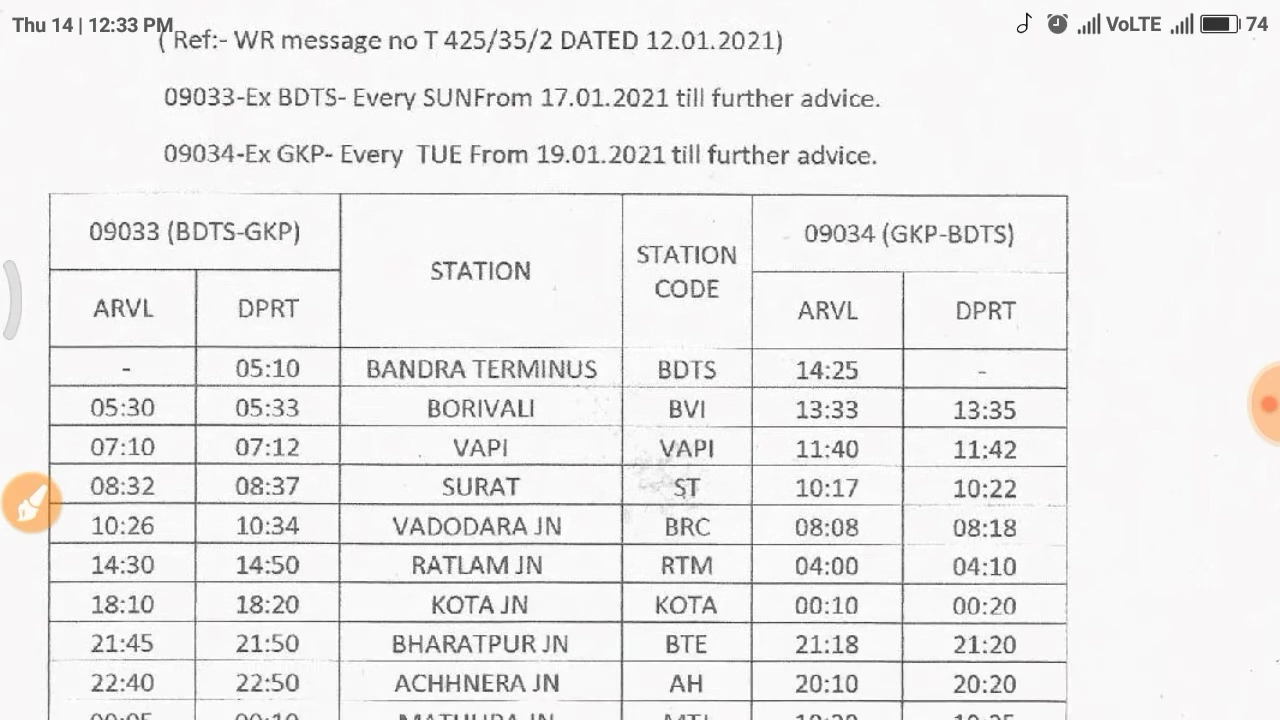 Thu 14 | 12:33 PM VoLTE 74
( Ref:- WR message no T 425/35/2 DATED 12.01.2021)
09033-Ex BDTS- Every SUNFrom 17.01.2021 till further advice.
09034-Ex GKP- Every TUE From 19.01.2021 till further advice.
09033 (BDTS-GKP) STATION STATION CODE 09034 (GKP-BDTS)
ARVL DPRT ARVL DPRT
- 05:10 BANDRA TERMINUS BDTS 14:25 -
05:30 05:33 BORIVALI BVI 13:33 13:35
07:10 07:12 VAPI VAPI 11:40 11:42
08:32 08:37 SURAT ST 10:17 10:22
10:26 10:34 VADODARA JN BRC 08:08 08:18
14:30 14:50 RATLAM JN RTM 04:00 04:10
18:10 18:20 KOTA JN KOTA 00:10 00:20
21:45 21:50 BHARATPUR JN BTE 21:18 21:20
22:40 22:50 ACHHNERA JN AH 20:10 20:20
MATHURA JN